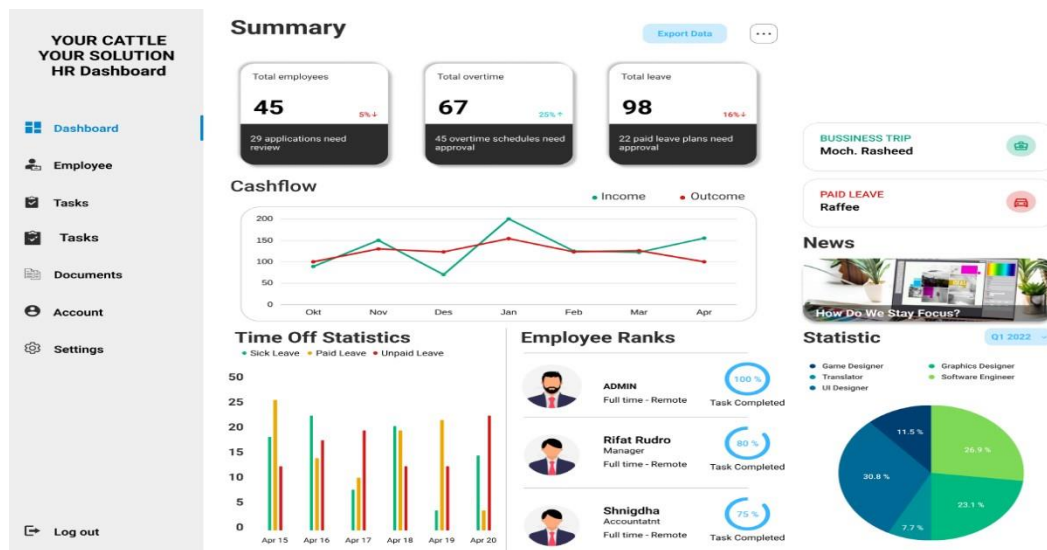 YOUR CATTLE
YOUR SOLUTION
HR Dashboard
Dashboard
Employee
Tasks
Tasks
Documents
Account
Settings
Log out
Summary
Export Data
Total employees
45
5%↓
29 applications need
review
Total overtime
67
25%↑
45 overtime schedules need
approval
Total leave
98
16%↓
22 paid leave plans need
approval
Cashflow
Income
Outcome
200
150
100
50
0
Okt
Nov
Des
Jan
Feb
Mar
Apr
Time Off Statistics
Sick Leave
Paid Leave
Unpaid Leave
50
25
20
15
10
5
0
Apr 15
Apr 16
Apr 17
Apr 18
Apr 19
Apr 20
Employee Ranks
ADMIN
Full time - Remote
100 %
Task Completed
Rifat Rudro
Manager
Full time - Remote
80 %
Task Completed
Shnigdha
Accountatnt
Full time - Remote
75 %
Task Completed
BUSSINESS TRIP
Moch. Rasheed
PAID LEAVE
Raffee
News
How Do We Stay Focus?
Statistic
Q1 2022
Game Designer
Graphics Designer
Translator
Software Engineer
UI Designer
11.5 %
26.9 %
30.8 %
23.1 %
7.7 %